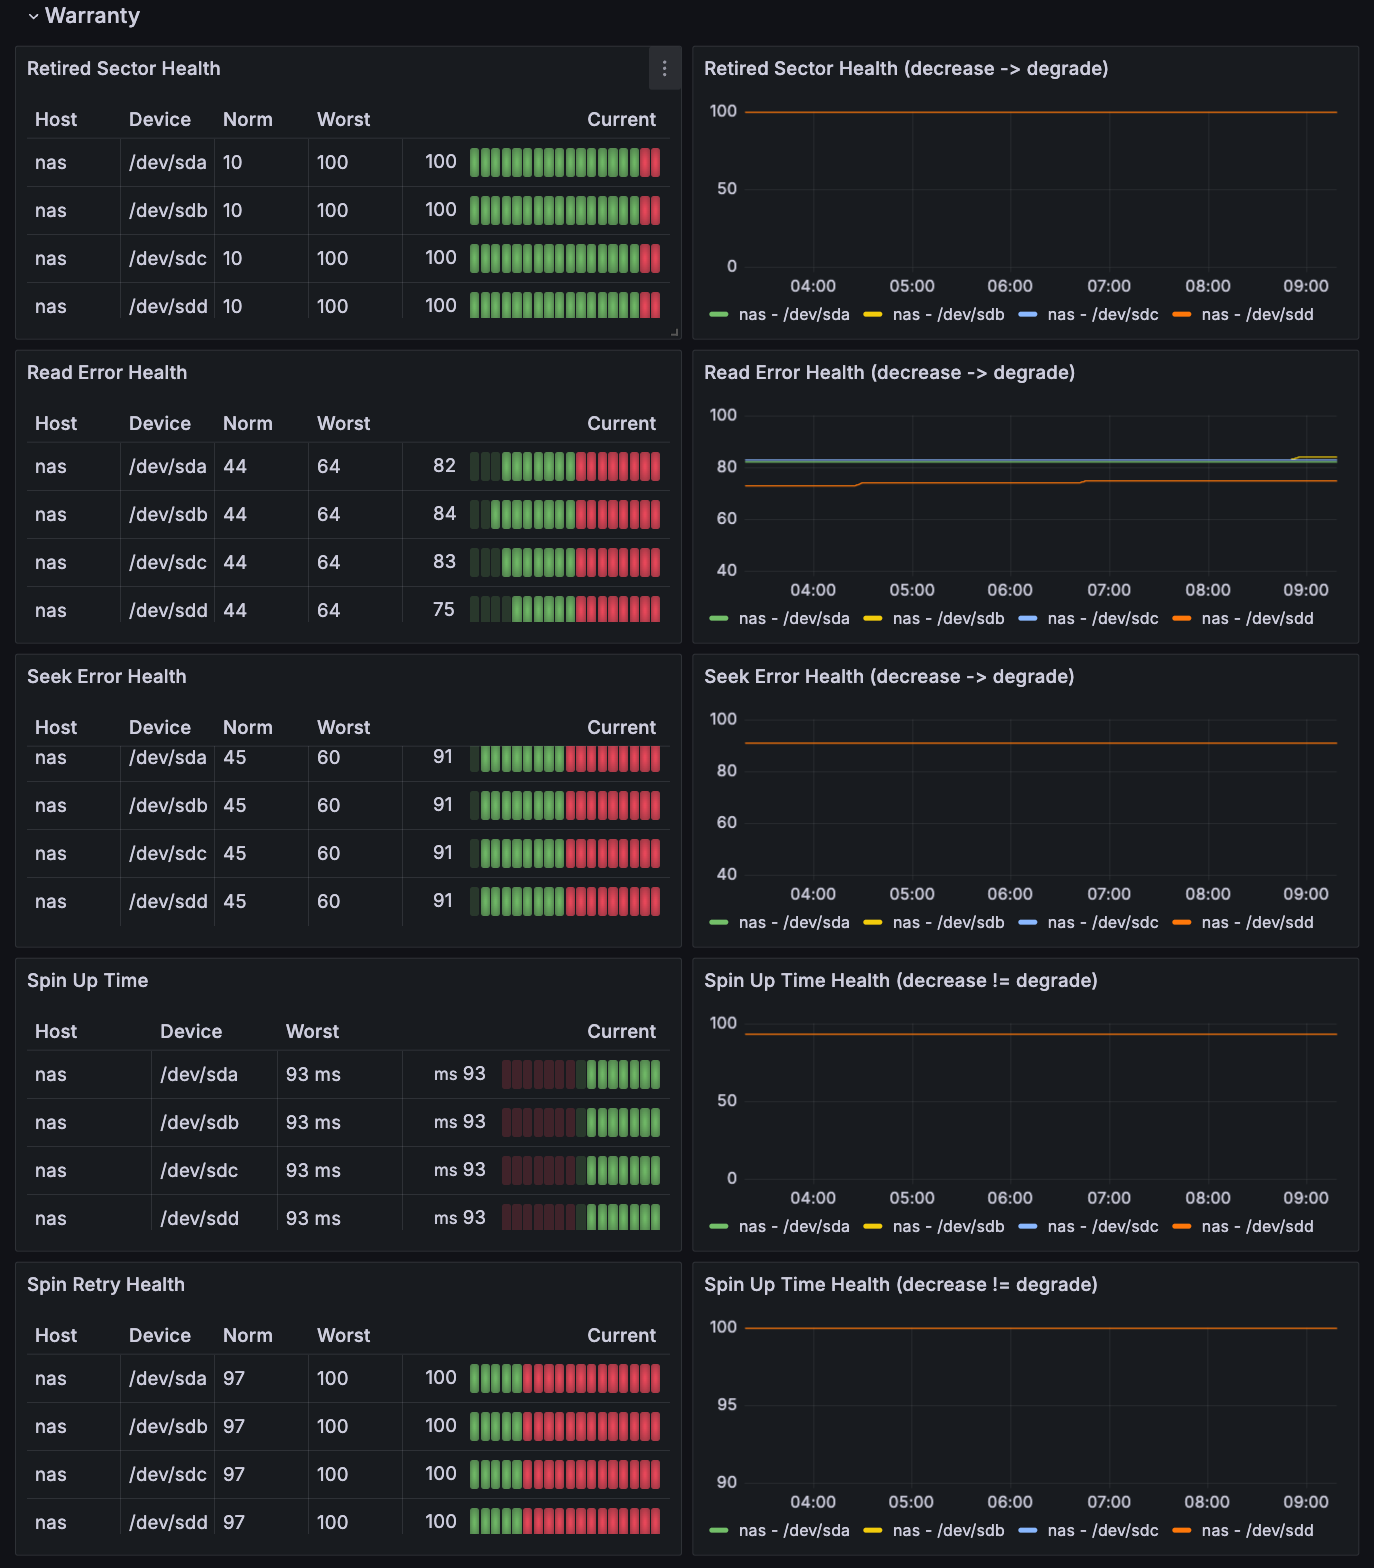 Warranty
Retired Sector Health
Host Device Norm Worst Current
nas /dev/sda 10 100 100
nas /dev/sdb 10 100 100
nas /dev/sdc 10 100 100
nas /dev/sdd 10 100 100
Retired Sector Health (decrease -> degrade)
100
50
0
04:00 05:00 06:00 07:00 08:00 09:00
nas - /dev/sda nas - /dev/sdb nas - /dev/sdc nas - /dev/sdd
Read Error Health
Host Device Norm Worst Current
nas /dev/sda 44 64 82
nas /dev/sdb 44 64 84
nas /dev/sdc 44 64 83
nas /dev/sdd 44 64 75
Read Error Health (decrease -> degrade)
100
80
60
40
04:00 05:00 06:00 07:00 08:00 09:00
nas - /dev/sda nas - /dev/sdb nas - /dev/sdc nas - /dev/sdd
Seek Error Health
Host Device Norm Worst Current
nas /dev/sda 45 60 91
nas /dev/sdb 45 60 91
nas /dev/sdc 45 60 91
nas /dev/sdd 45 60 91
Seek Error Health (decrease -> degrade)
100
80
60
40
04:00 05:00 06:00 07:00 08:00 09:00
nas - /dev/sda nas - /dev/sdb nas - /dev/sdc nas - /dev/sdd
Spin Up Time
Host Device Worst Current
nas /dev/sda 93 ms ms 93
nas /dev/sdb 93 ms ms 93
nas /dev/sdc 93 ms ms 93
nas /dev/sdd 93 ms ms 93
Spin Up Time Health (decrease != degrade)
100
50
0
04:00 05:00 06:00 07:00 08:00 09:00
nas - /dev/sda nas - /dev/sdb nas - /dev/sdc nas - /dev/sdd
Spin Retry Health
Host Device Norm Worst Current
nas /dev/sda 97 100 100
nas /dev/sdb 97 100 100
nas /dev/sdc 97 100 100
nas /dev/sdd 97 100 100
Spin Up Time Health (decrease != degrade)
100
95
90
04:00 05:00 06:00 07:00 08:00 09:00
nas - /dev/sda nas - /dev/sdb nas - /dev/sdc nas - /dev/sdd